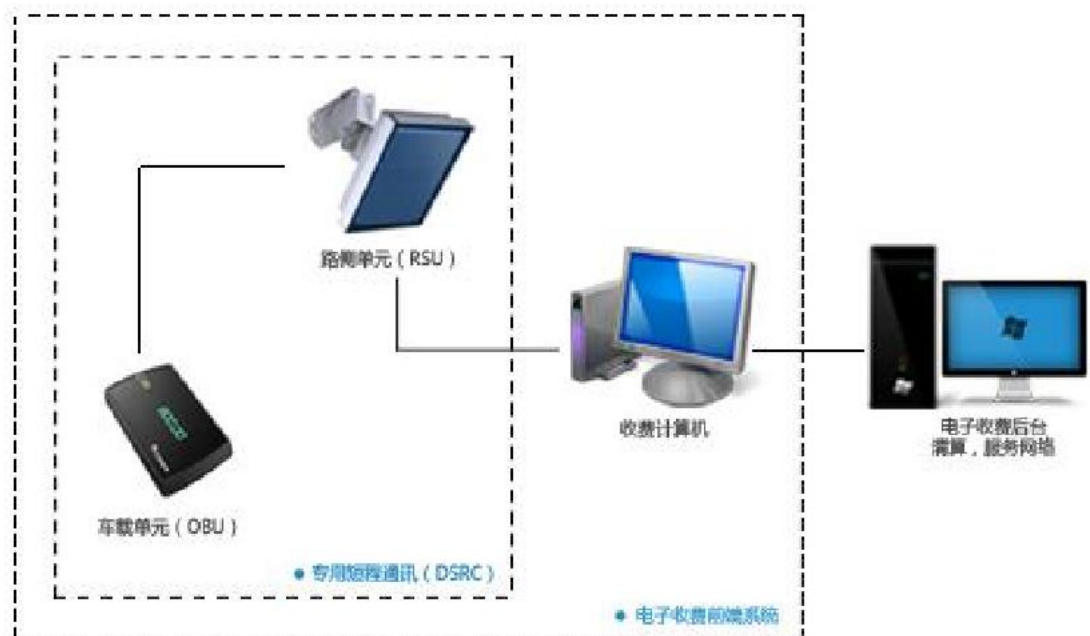 路侧单元（RSU）
收费计算机
电子收费后台
清算，服务网络
车载单元（OBU）
● 专用短程通讯（DSRC）
● 电子收费前端系统